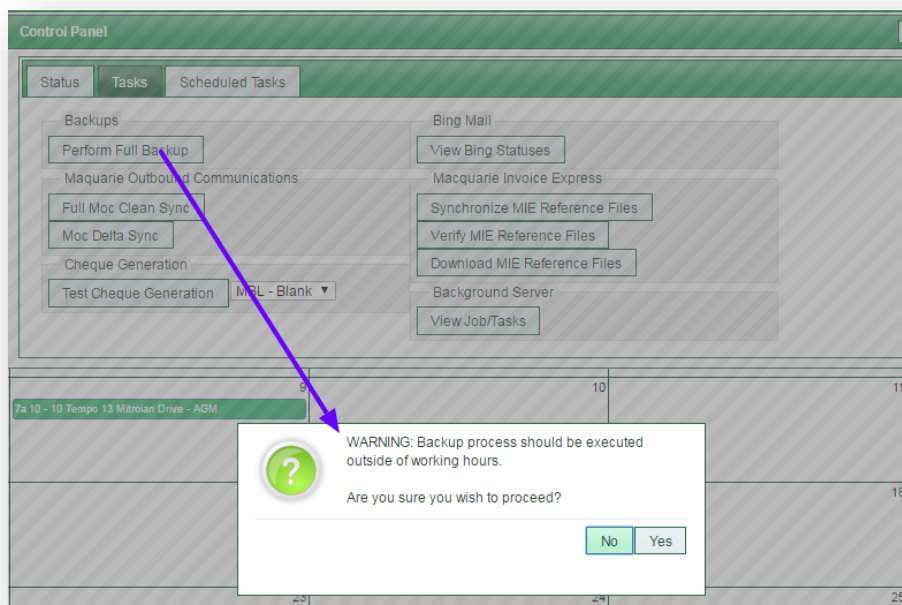 Control Panel
Status Tasks Scheduled Tasks
Backups
Perform Full Backup
Maquarie Outbound Communications
Full Moc Clean Sync
Moc Delta Sync
Cheque Generation
Test Cheque Generation MBL - Blank
Bing Mail
View Bing Statuses
Macquarie Invoice Express
Synchronize MIE Reference Files
Verify MIE Reference Files
Download MIE Reference Files
Background Server
View Job/Tasks
9 10 11
7a 10 - 10 Tempo 13 Mitroian Drive - AGM
WARNING: Backup process should be executed
outside of working hours.
Are you sure you wish to proceed?
No Yes
18
23 24 25